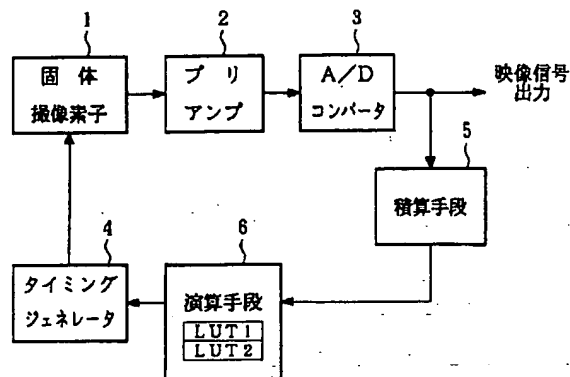 1
固体
撮像素子
2
プリ
アンプ
3
A/D
コンバータ
映像信号
出力
5
積算手段
4
タイミング
ジェネレータ
6
演算手段
LUT1
LUT2